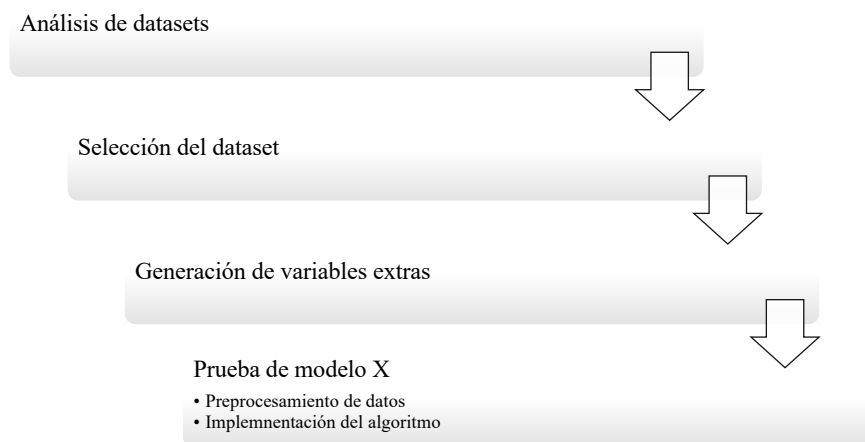 Análisis de datasets
Selección del dataset
Generación de variables extras
Prueba de modelo X
• Preprocesamiento de datos
• Implemnentación del algoritmo